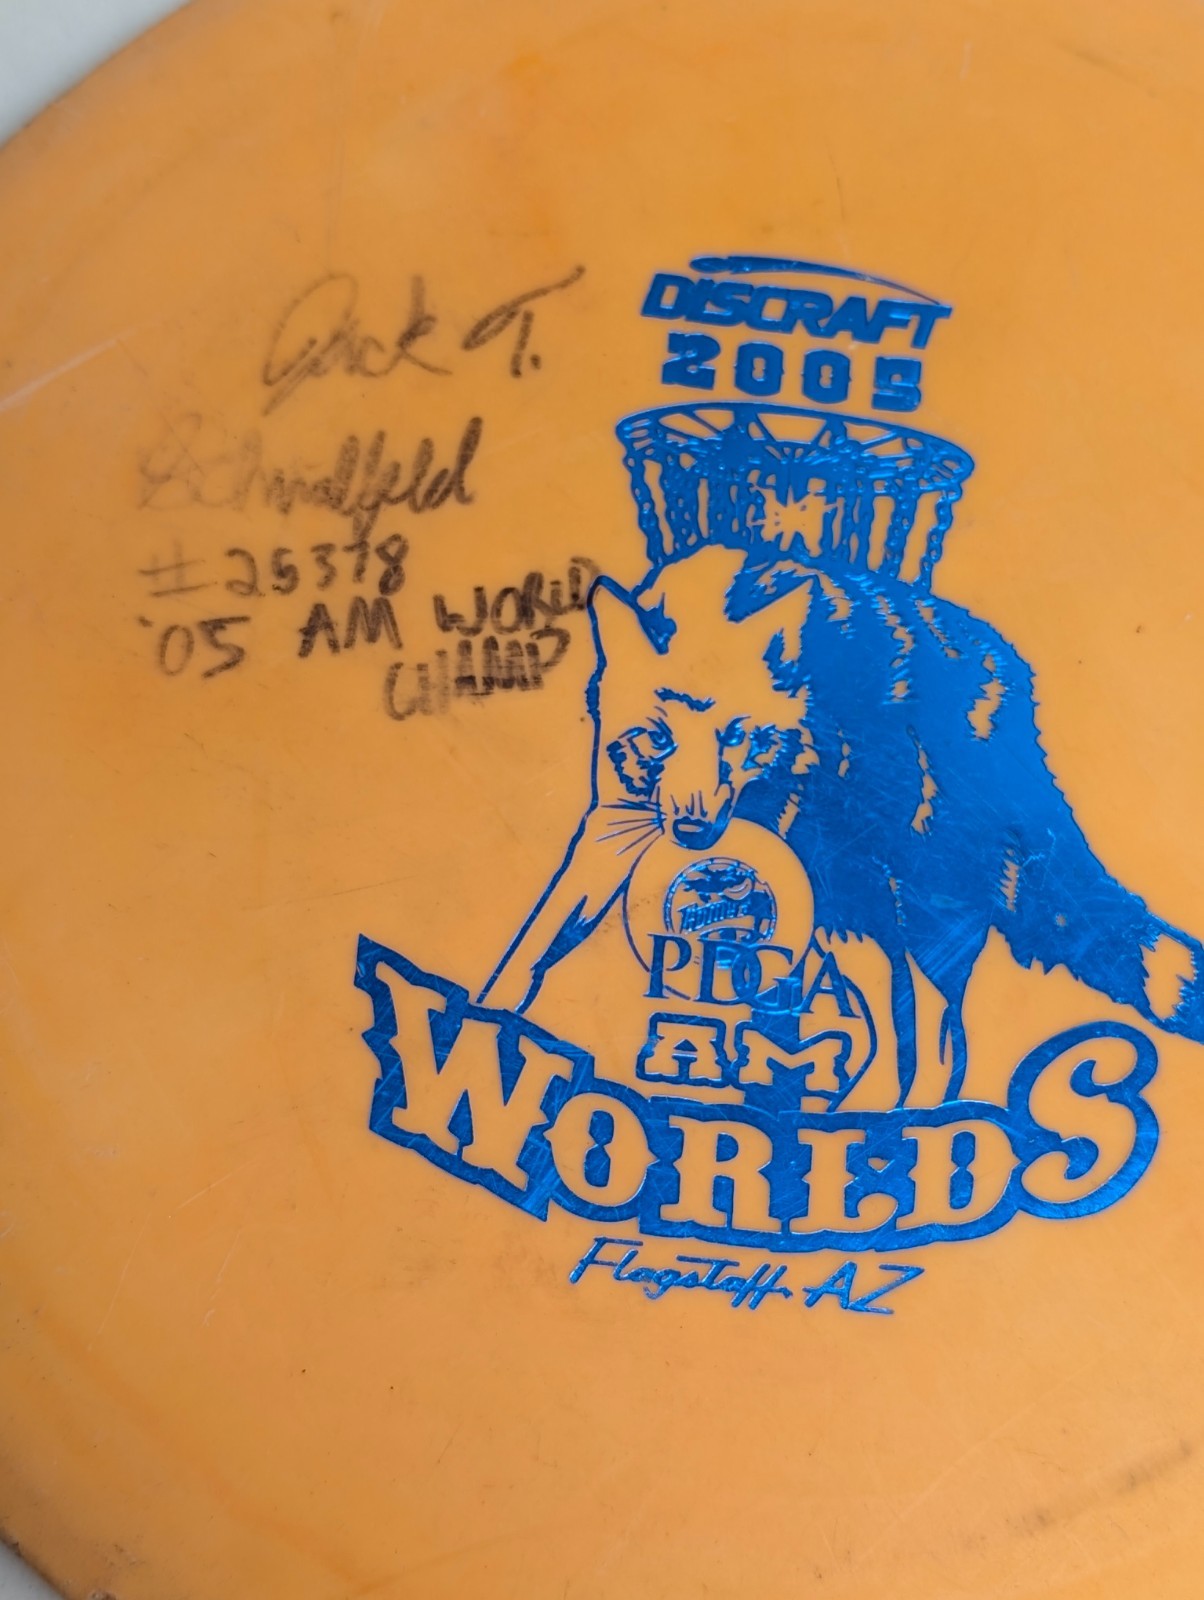 DISCRAFT
2005
Jack T.
#25378
'05 AM WORLD
CHAMP
PDGA
AM
WORLDS
Flagstaff, AZ